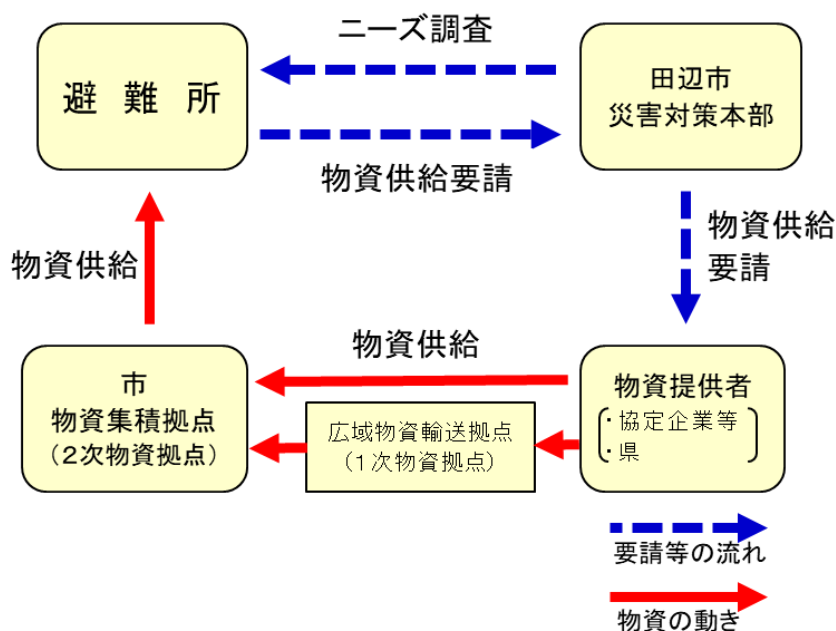 ニーズ調査
避 難 所
田辺市
災害対策本部
物資供給要請
物資供給
要請
物資供給
物資供給
市
物資集積拠点
(2次物資拠点)
広域物資輸送拠点
(1次物資拠点)
物資提供者
・協定企業等
・県
要請等の流れ
物資の動き